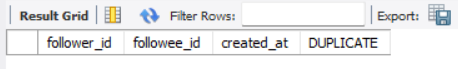 Result Grid Filter Rows: Export:
follower_id followee_id created_at DUPLICATE